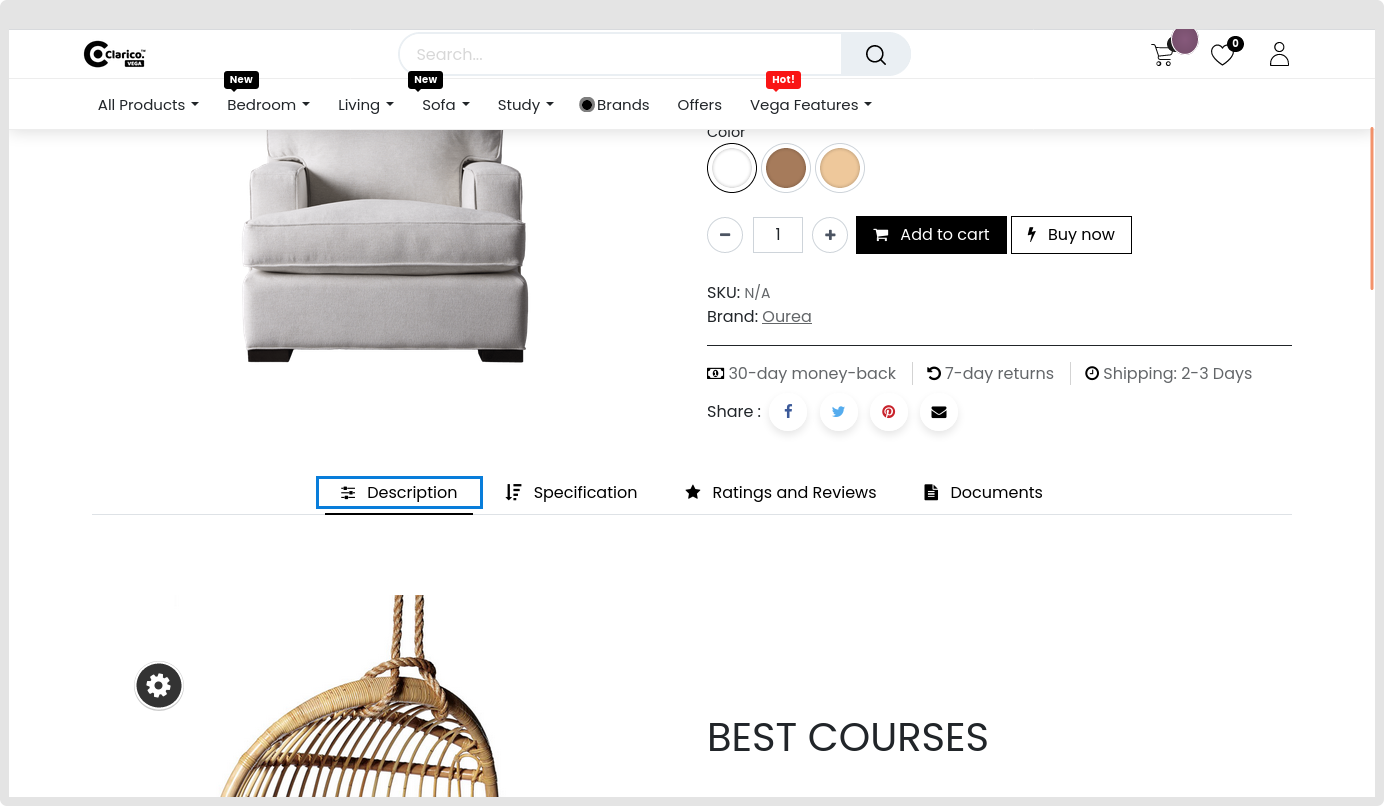 Clarico.™
VEGA
Search...
0
New
New
Hot!
All Products
Bedroom
Living
Sofa
Study
Brands
Offers
Vega Features
Color
1
Add to cart
Buy now
SKU: N/A
Brand: Ourea
30-day money-back
7-day returns
Shipping: 2-3 Days
Share :
Description
Specification
Ratings and Reviews
Documents
BEST COURSES